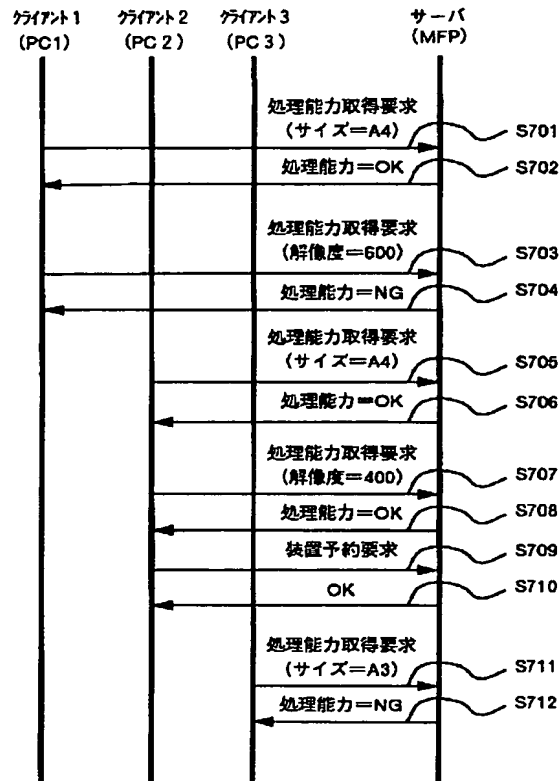 クライアント1 クライアント2 クライアント3 サーバ
(PC1) (PC2) (PC3) (MFP)
処理能力取得要求
(サイズ=A4) S701
処理能力=OK S702
処理能力取得要求
(解像度=600) S703
処理能力=NG S704
処理能力取得要求
(サイズ=A4) S705
処理能力=OK S706
処理能力取得要求
(解像度=400) S707
処理能力=OK S708
装置予約要求 S709
OK S710
処理能力取得要求
(サイズ=A3) S711
処理能力=NG S712